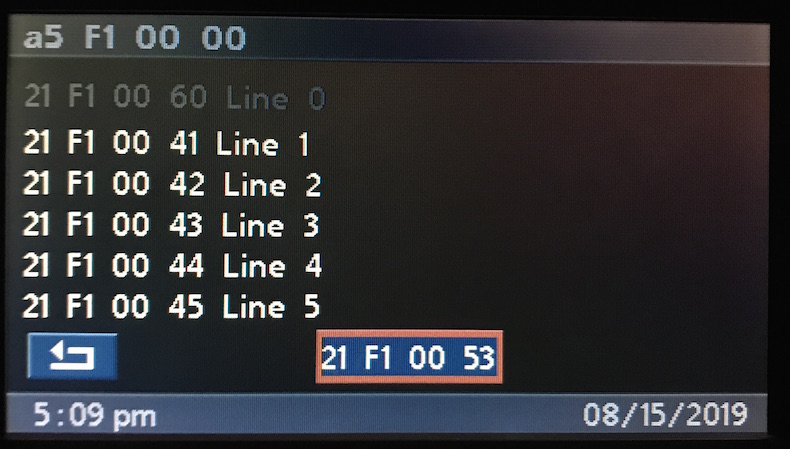 a5 F1 00 00
21 F1 00 60 Line 0
21 F1 00 41 Line 1
21 F1 00 42 Line 2
21 F1 00 43 Line 3
21 F1 00 44 Line 4
21 F1 00 45 Line 5
21 F1 00 53
5:09 pm 08/15/2019